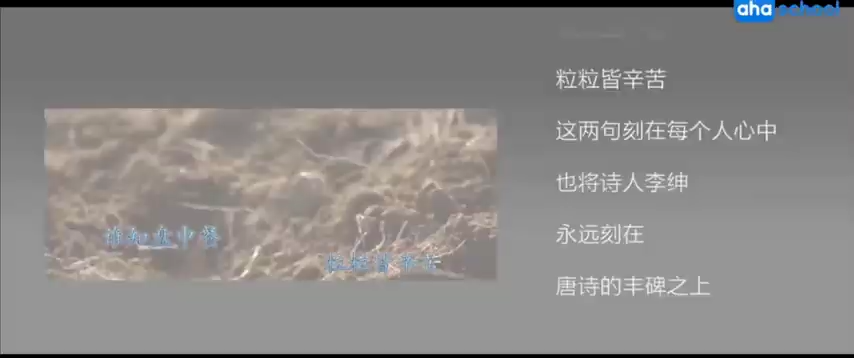 aha school
粒粒皆辛苦
这两句刻在每个人心中
也将诗人李绅
永远刻在
唐诗的丰碑之上
谁知盘中餐
粒粒皆辛苦